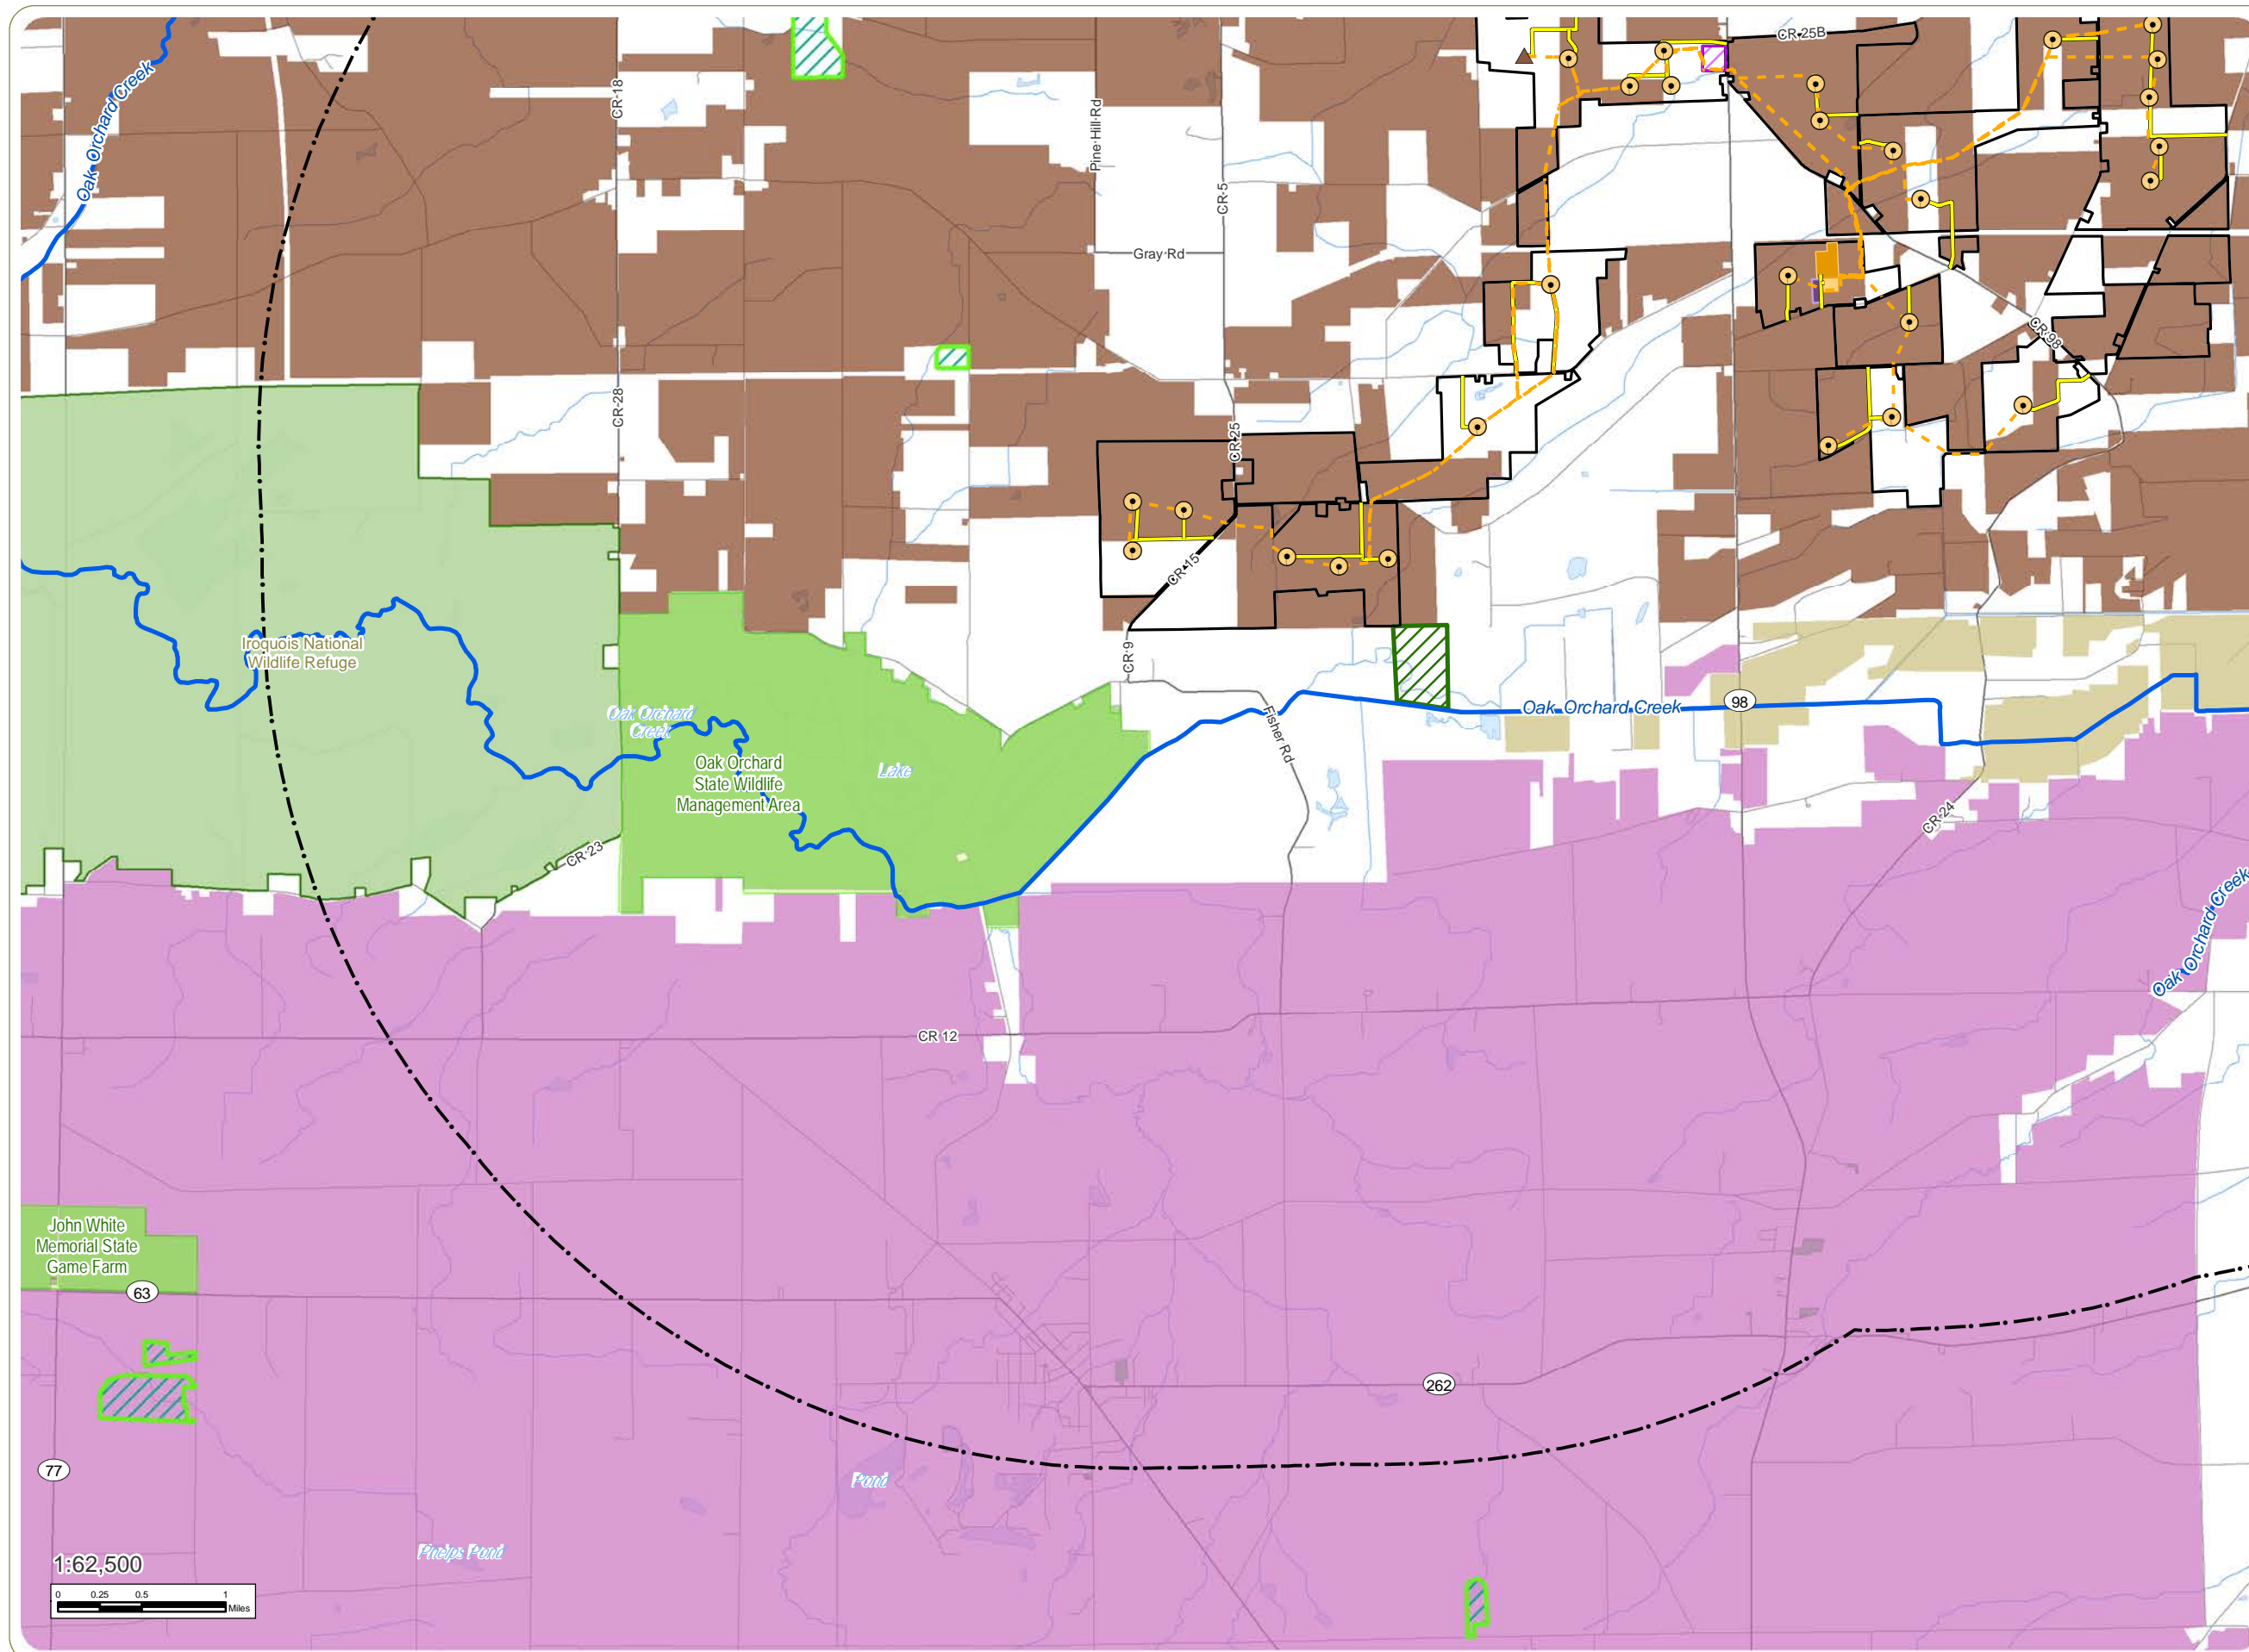 CR 25B
Oak Orchard Creek
CR 18
Pine Hill Rd
CR 5
Gray Rd
CR 98
CR 28
CR 25
CR 15
Iroquois National
Wildlife Refuge
CR 9
Oak Orchard
Creek
Fisher Rd
Oak Orchard Creek
98
Oak Orchard
State Wildlife
Management Area
Lake
CR 24
CR 23
Oak Orchard Creek
CR 12
John White
Memorial State
Game Farm
63
262
77
Pond
Phelps Pond
1:62,500
0 0.25 0.5 1
Miles